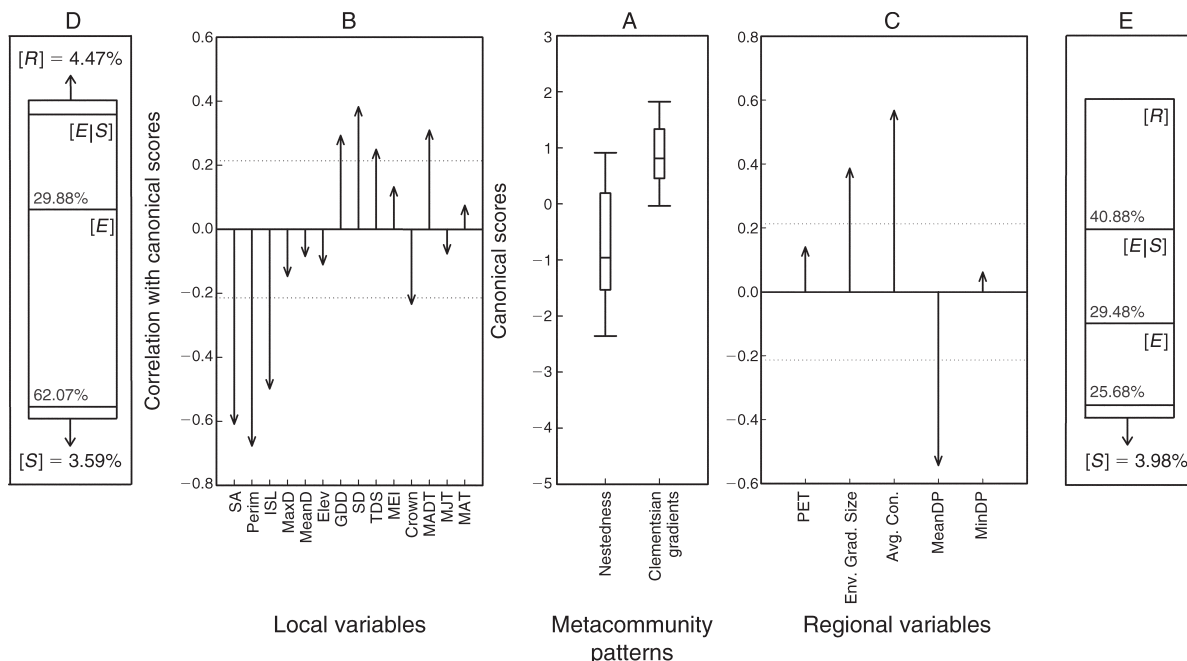 D
[R] = 4.47%
[E|S]
29.88%
[E]
62.07%
[S] = 3.59%
B
Correlation with canonical scores
0.6
0.4
0.2
0.0
−0.2
−0.4
−0.6
−0.8
SA
Perim
ISL
MaxD
MeanD
Elev
GDD
SD
TDS
MEI
Crown
MADT
MJT
MAT
Local variables
A
Canonical scores
3
2
1
0
−1
−2
−3
−4
−5
Nestedness
Clementsian
gradients
Metacommunity
patterns
C
0.8
0.6
0.4
0.2
0.0
−0.2
−0.4
−0.6
PET
Env. Grad. Size
Avg. Con.
MeanDP
MinDP
Regional variables
E
[R]
40.88%
[E|S]
29.48%
[E]
25.68%
[S] = 3.98%